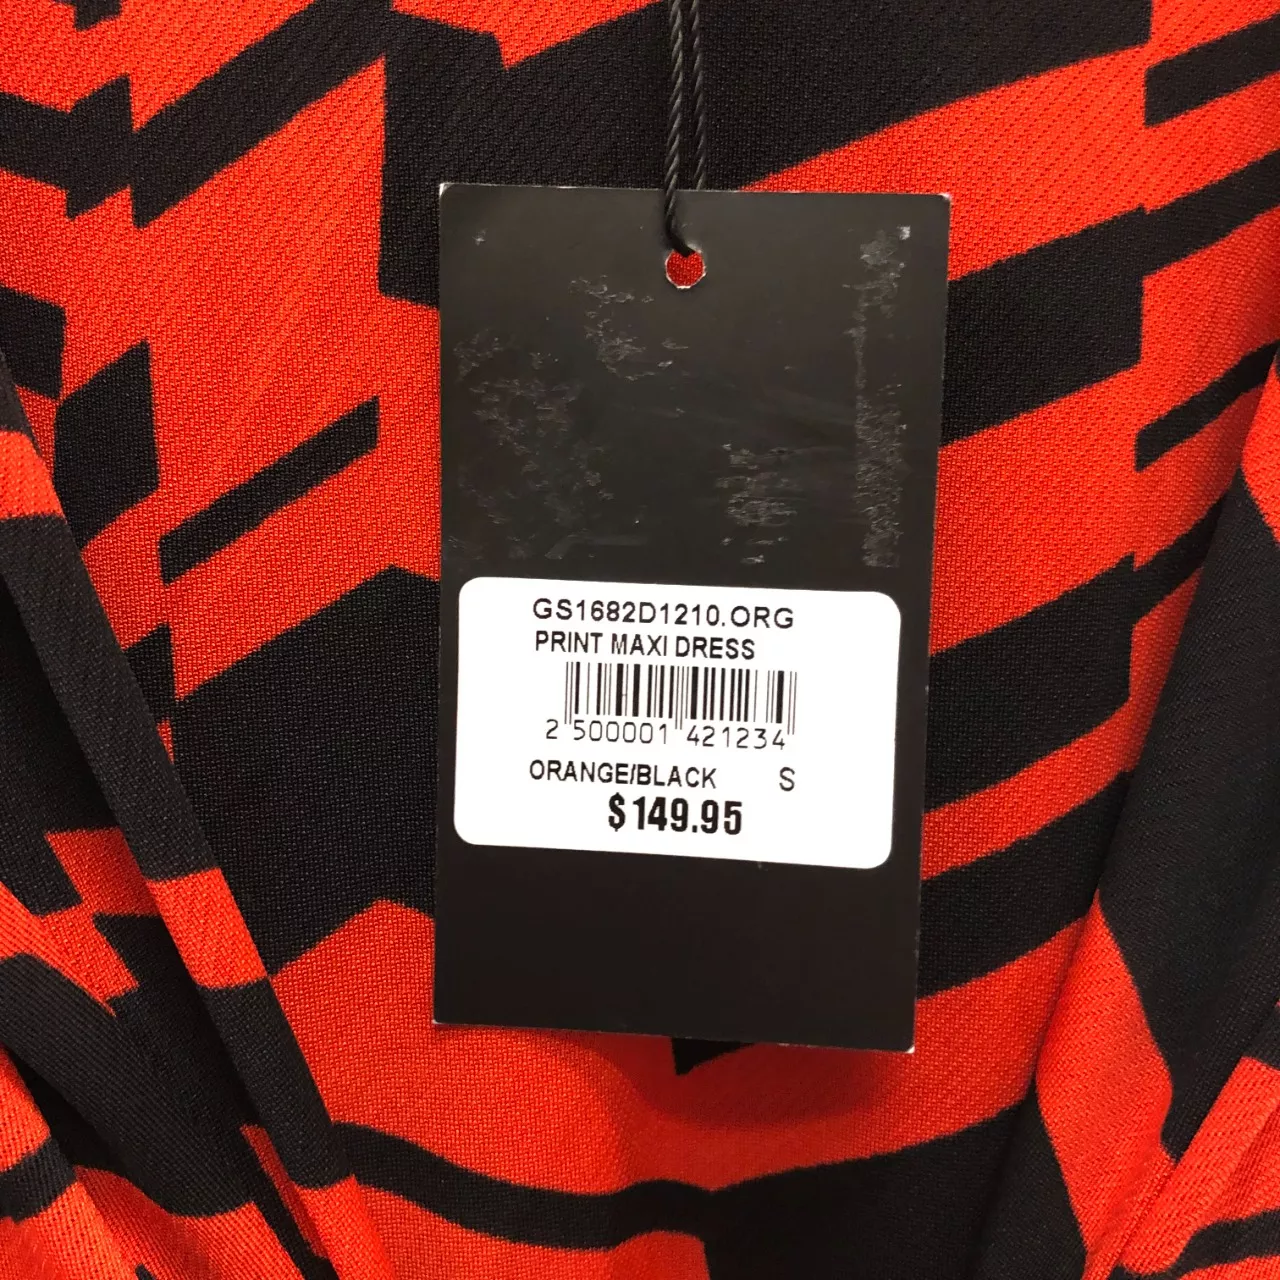 GS1682D1210.ORG
PRINT MAXI DRESS
2 500001 421234
ORANGE/BLACK S
$149.95